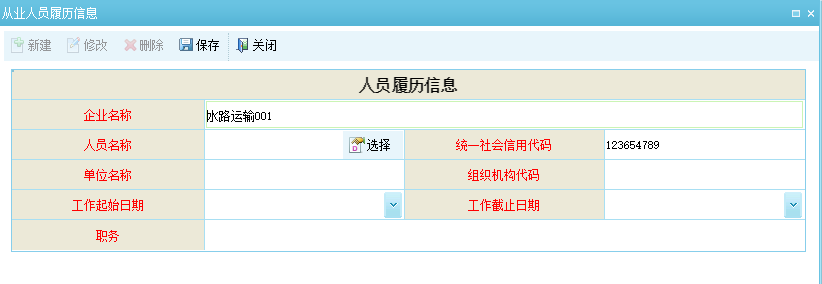 从业人员履历信息
新建 修改 删除 保存 关闭
人员履历信息
企业名称 水路运输001
人员名称 选择 统一社会信用代码 123654789
单位名称 组织机构代码
工作起始日期 工作截止日期
职务